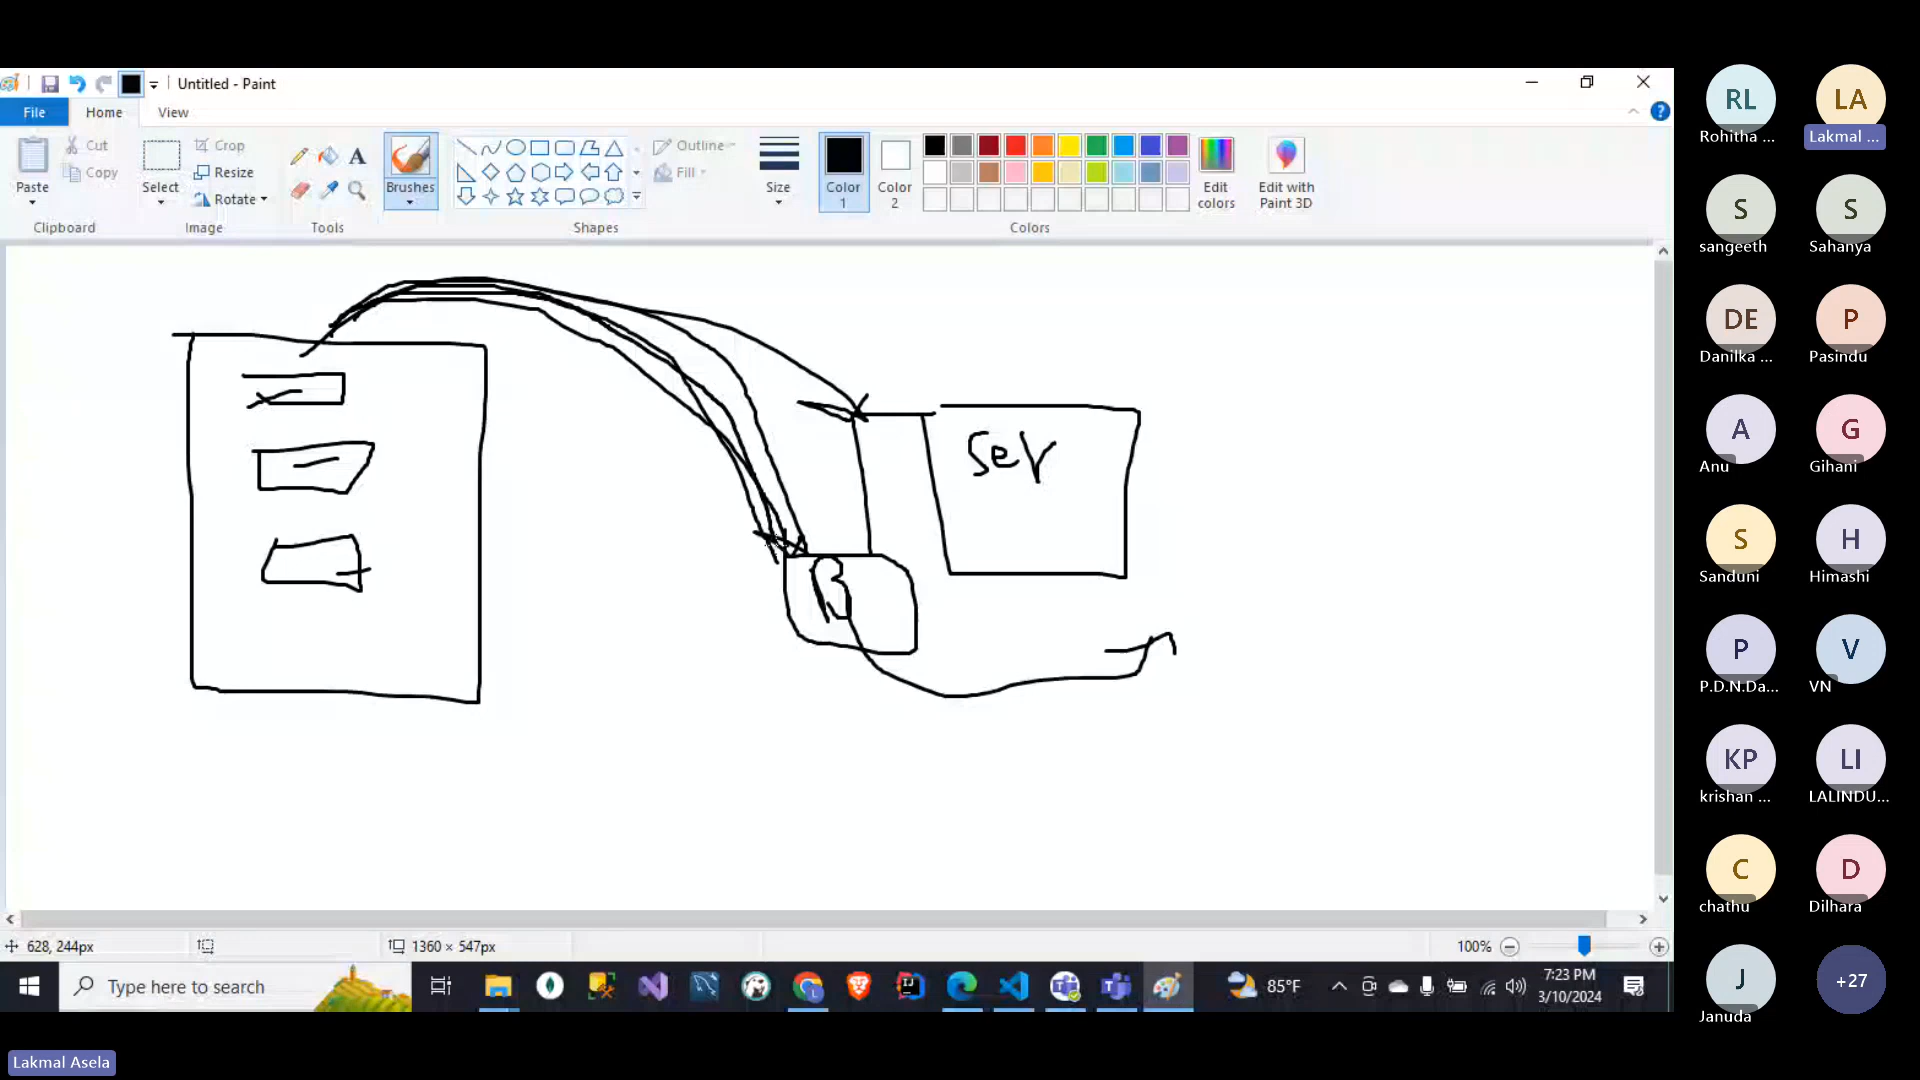 Untitled - Paint
File
Home
View
Paste
Cut
Copy
Clipboard
Select
Crop
Resize
Rotate
Image
A
Tools
Brushes
Shapes
Outline
Fill
Size
Color
1
Color
2
Edit
colors
Edit with
Paint 3D
Colors
Ser
B
628, 244px
1360 × 547px
100%
Type here to search
85°F
7:23 PM
3/10/2024
RL
Rohitha ...
LA
Lakmal ...
S
sangeeth
S
Sahanya
DE
Danilka ...
P
Pasindu
A
Anu
G
Gihani
S
Sanduni
H
Himashi
P
P.D.N.Da...
V
VN
KP
krishan ...
LI
LALINDU...
C
chathu
D
Dilhara
J
Januda
+27
Lakmal Asela